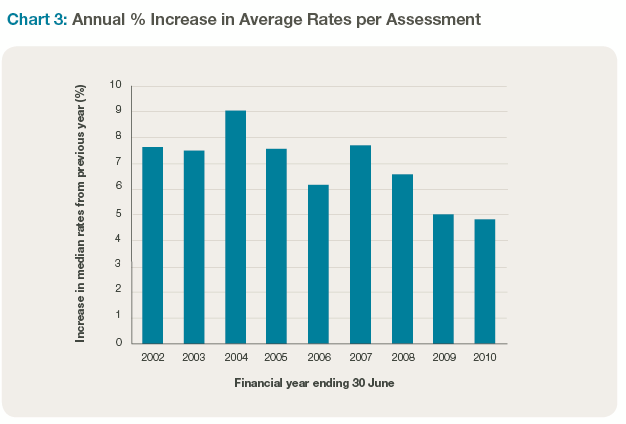 Chart 3: Annual % Increase in Average Rates per Assessment
Increase in median rates from previous year (%)
10
9
8
7
6
5
4
3
2
1
0
2002 2003 2004 2005 2006 2007 2008 2009 2010
Financial year ending 30 June